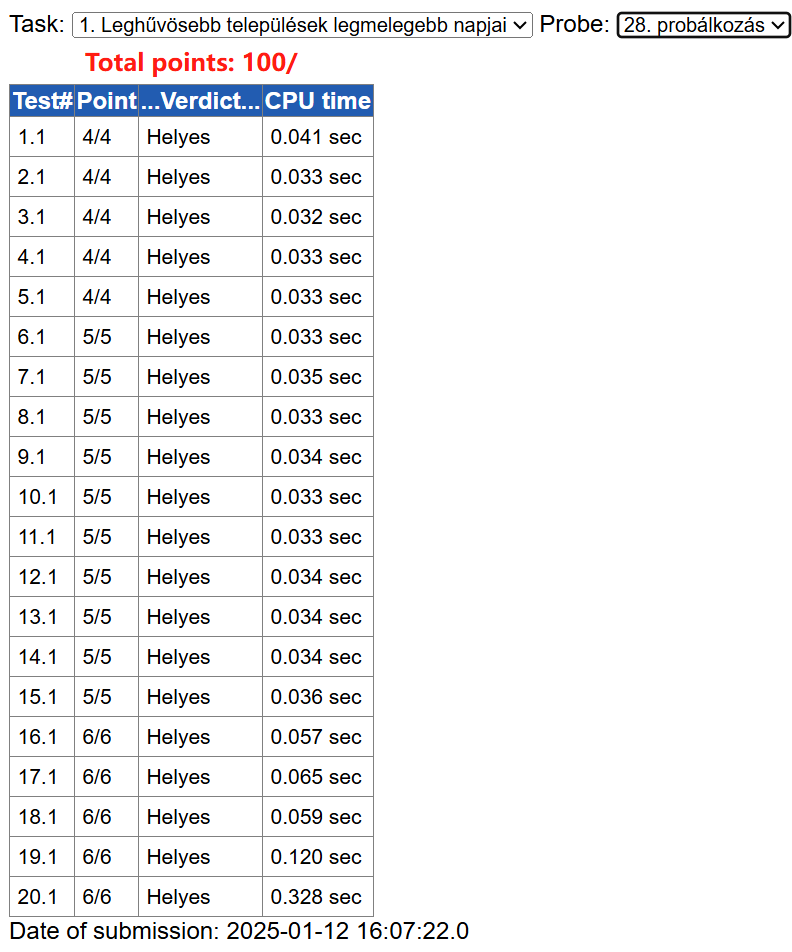 Task: 1. Leghűvösebb települések legmelegebb napjai Probe: 28. probálkozás
Total points: 100/
Test# Point ...Verdict... CPU time
1.1 4/4 Helyes 0.041 sec
2.1 4/4 Helyes 0.033 sec
3.1 4/4 Helyes 0.032 sec
4.1 4/4 Helyes 0.033 sec
5.1 4/4 Helyes 0.033 sec
6.1 5/5 Helyes 0.033 sec
7.1 5/5 Helyes 0.035 sec
8.1 5/5 Helyes 0.033 sec
9.1 5/5 Helyes 0.034 sec
10.1 5/5 Helyes 0.033 sec
11.1 5/5 Helyes 0.033 sec
12.1 5/5 Helyes 0.034 sec
13.1 5/5 Helyes 0.034 sec
14.1 5/5 Helyes 0.034 sec
15.1 5/5 Helyes 0.036 sec
16.1 6/6 Helyes 0.057 sec
17.1 6/6 Helyes 0.065 sec
18.1 6/6 Helyes 0.059 sec
19.1 6/6 Helyes 0.120 sec
20.1 6/6 Helyes 0.328 sec
Date of submission: 2025-01-12 16:07:22.0